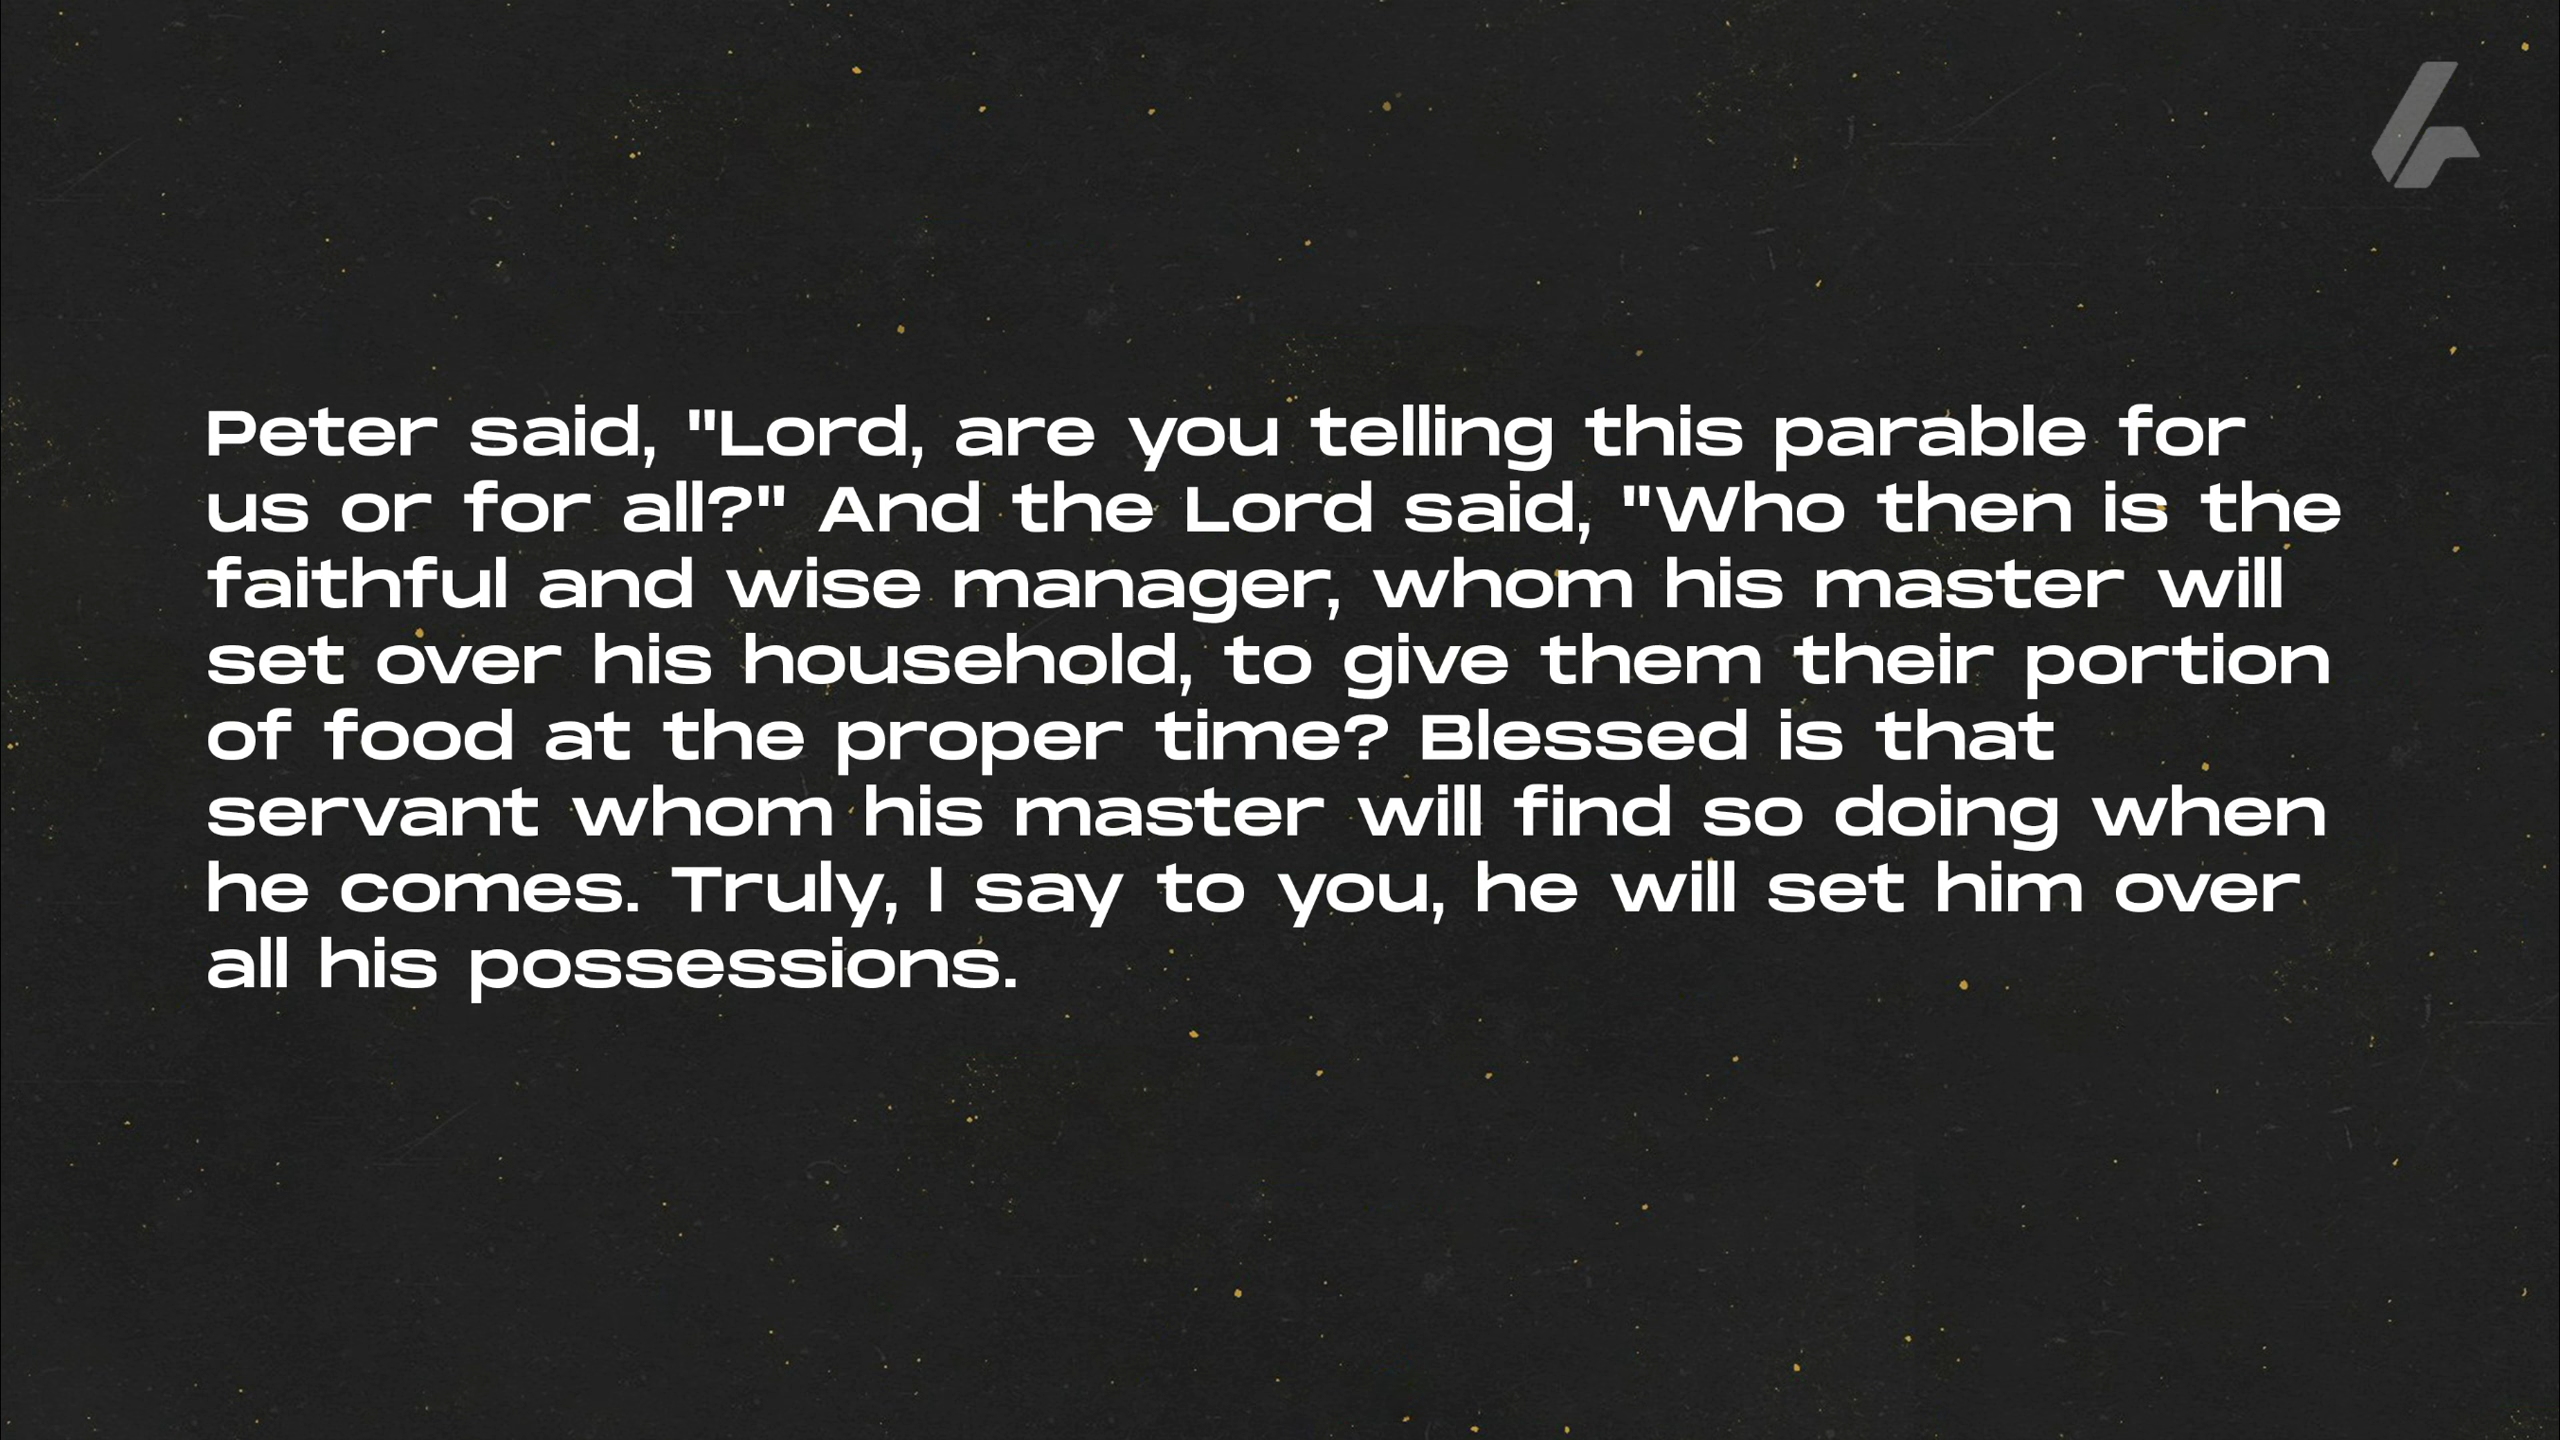 Peter said, "Lord, are you telling this parable for
us or for all?" And the Lord said, "Who then is the
faithful and wise manager, whom his master will
set over his household, to give them their portion
of food at the proper time? Blessed is that
servant whom his master will find so doing when
he comes. Truly, I say to you, he will set him over
all his possessions.